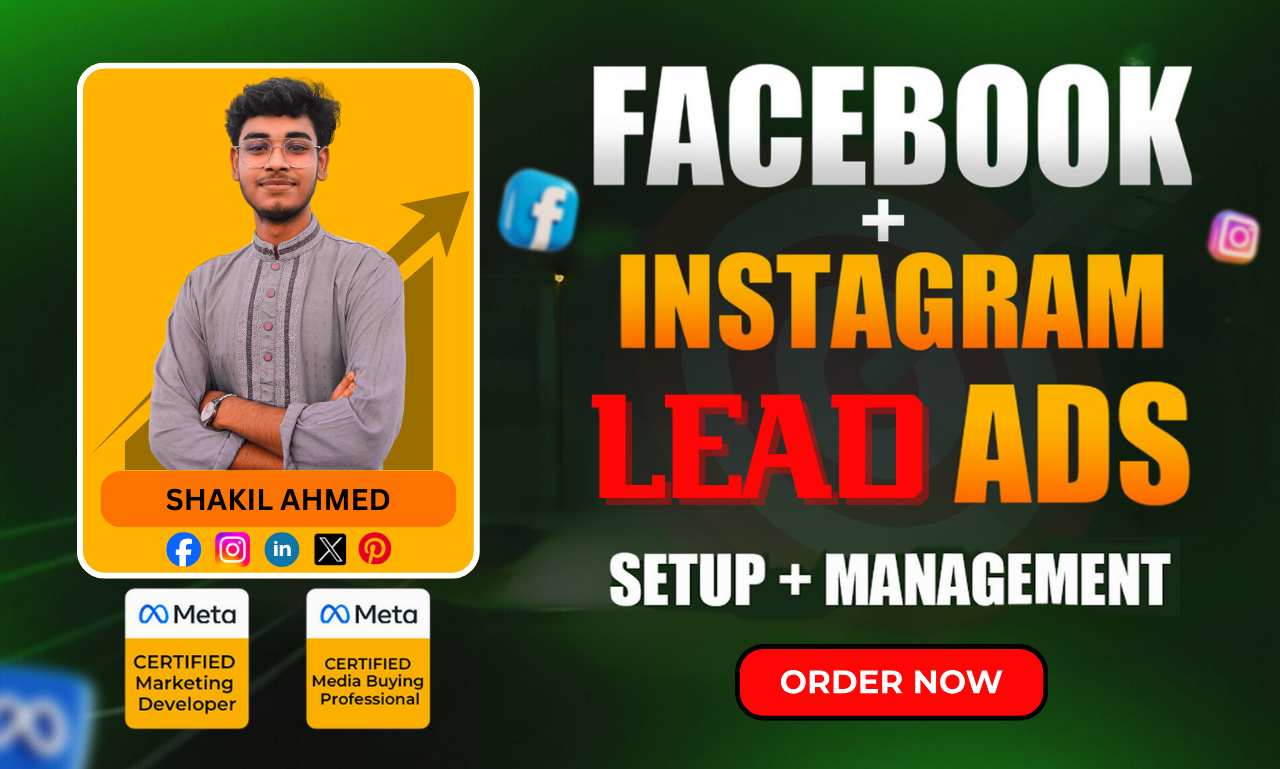 SHAKIL AHMED
in
Meta
CERTIFIED
Marketing
Developer
Meta
CERTIFIED
Media Buying
Professional
FACEBOOK
+
INSTAGRAM
LEAD ADS
SETUP + MANAGEMENT
ORDER NOW